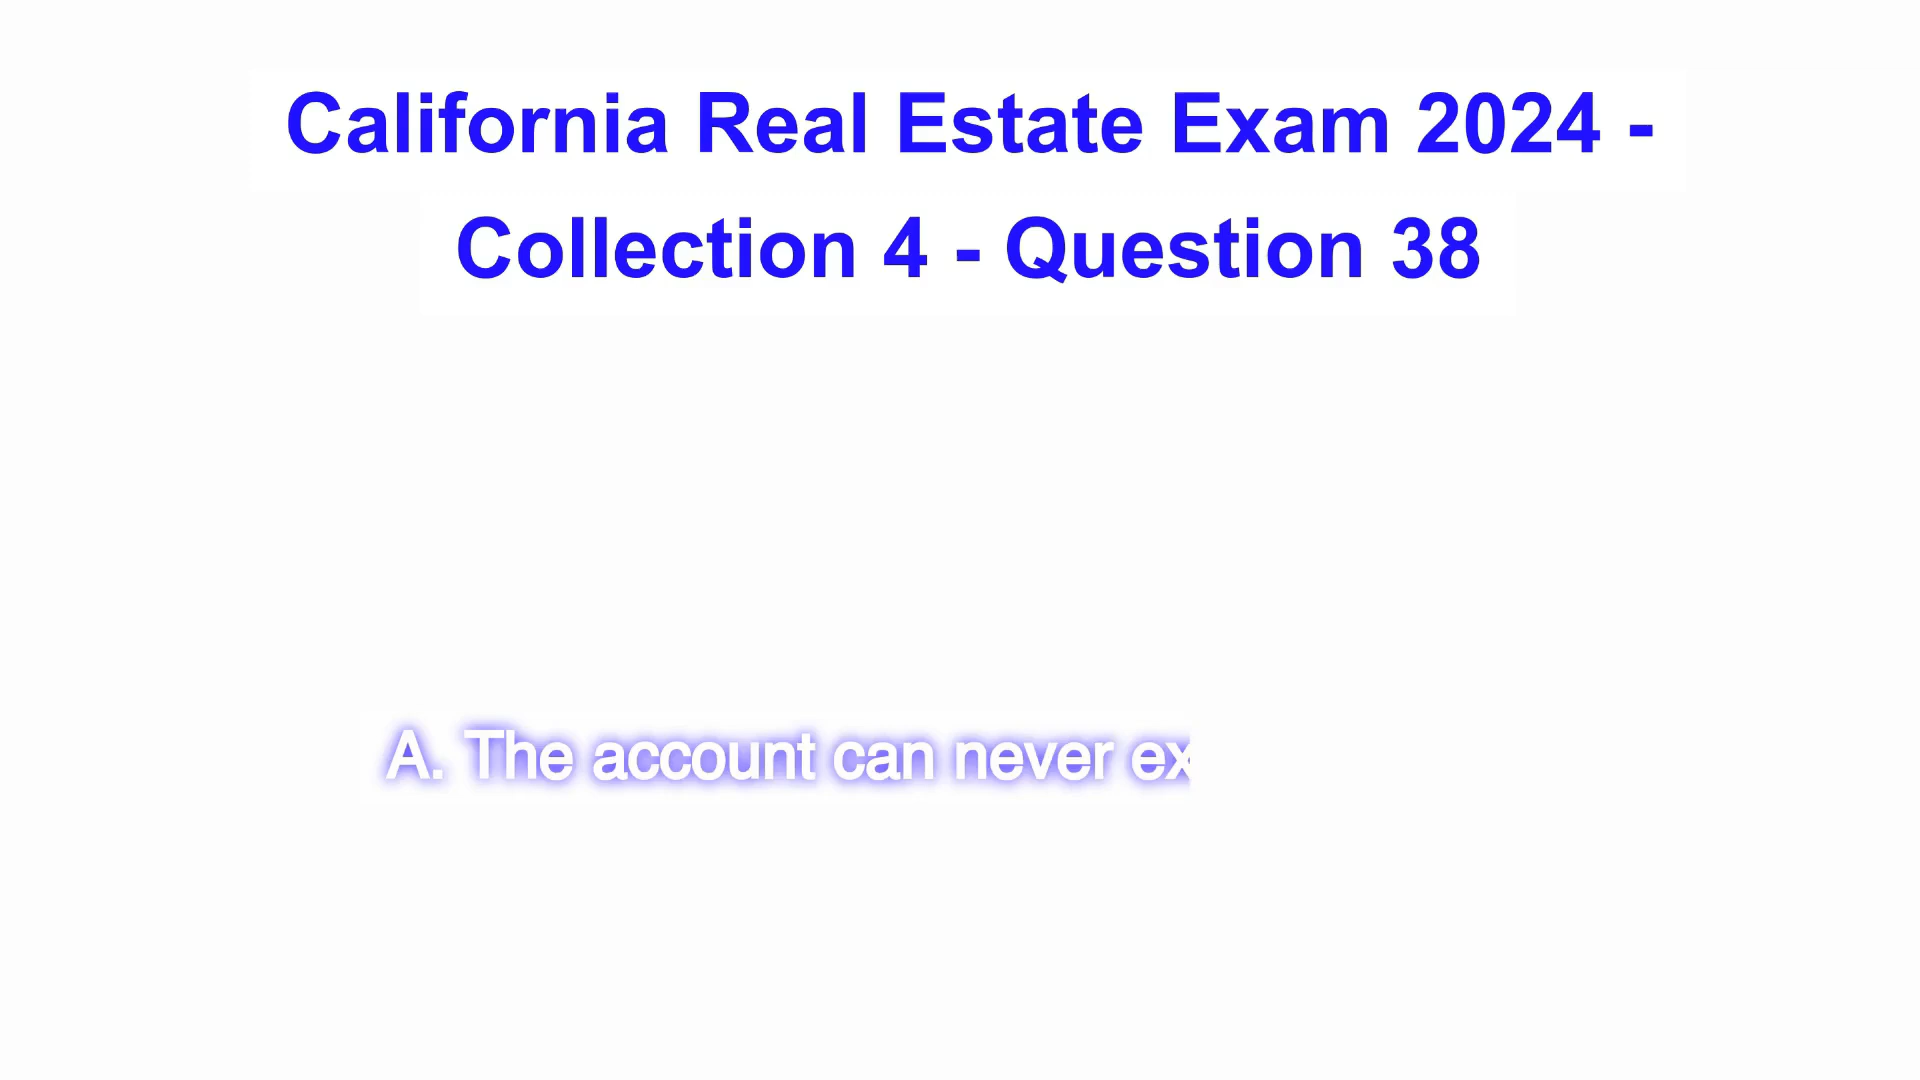 California Real Estate Exam 2024 -
Collection 4 - Question 38
A. The account can never ex